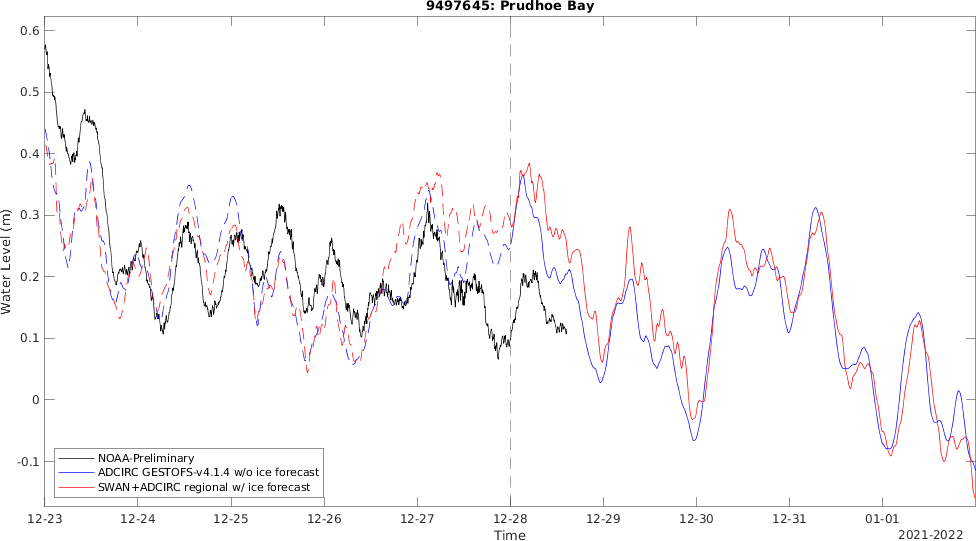 9497645: Prudhoe Bay
0.6
0.5
0.4
0.3
0.2
0.1
0
-0.1
Water Level (m)
NOAA-Preliminary
ADCIRC GESTOFS-v4.1.4 w/o ice forecast
SWAN+ADCIRC regional w/ ice forecast
12-23 12-24 12-25 12-26 12-27 12-28 12-29 12-30 12-31 01-01
Time
2021-2022